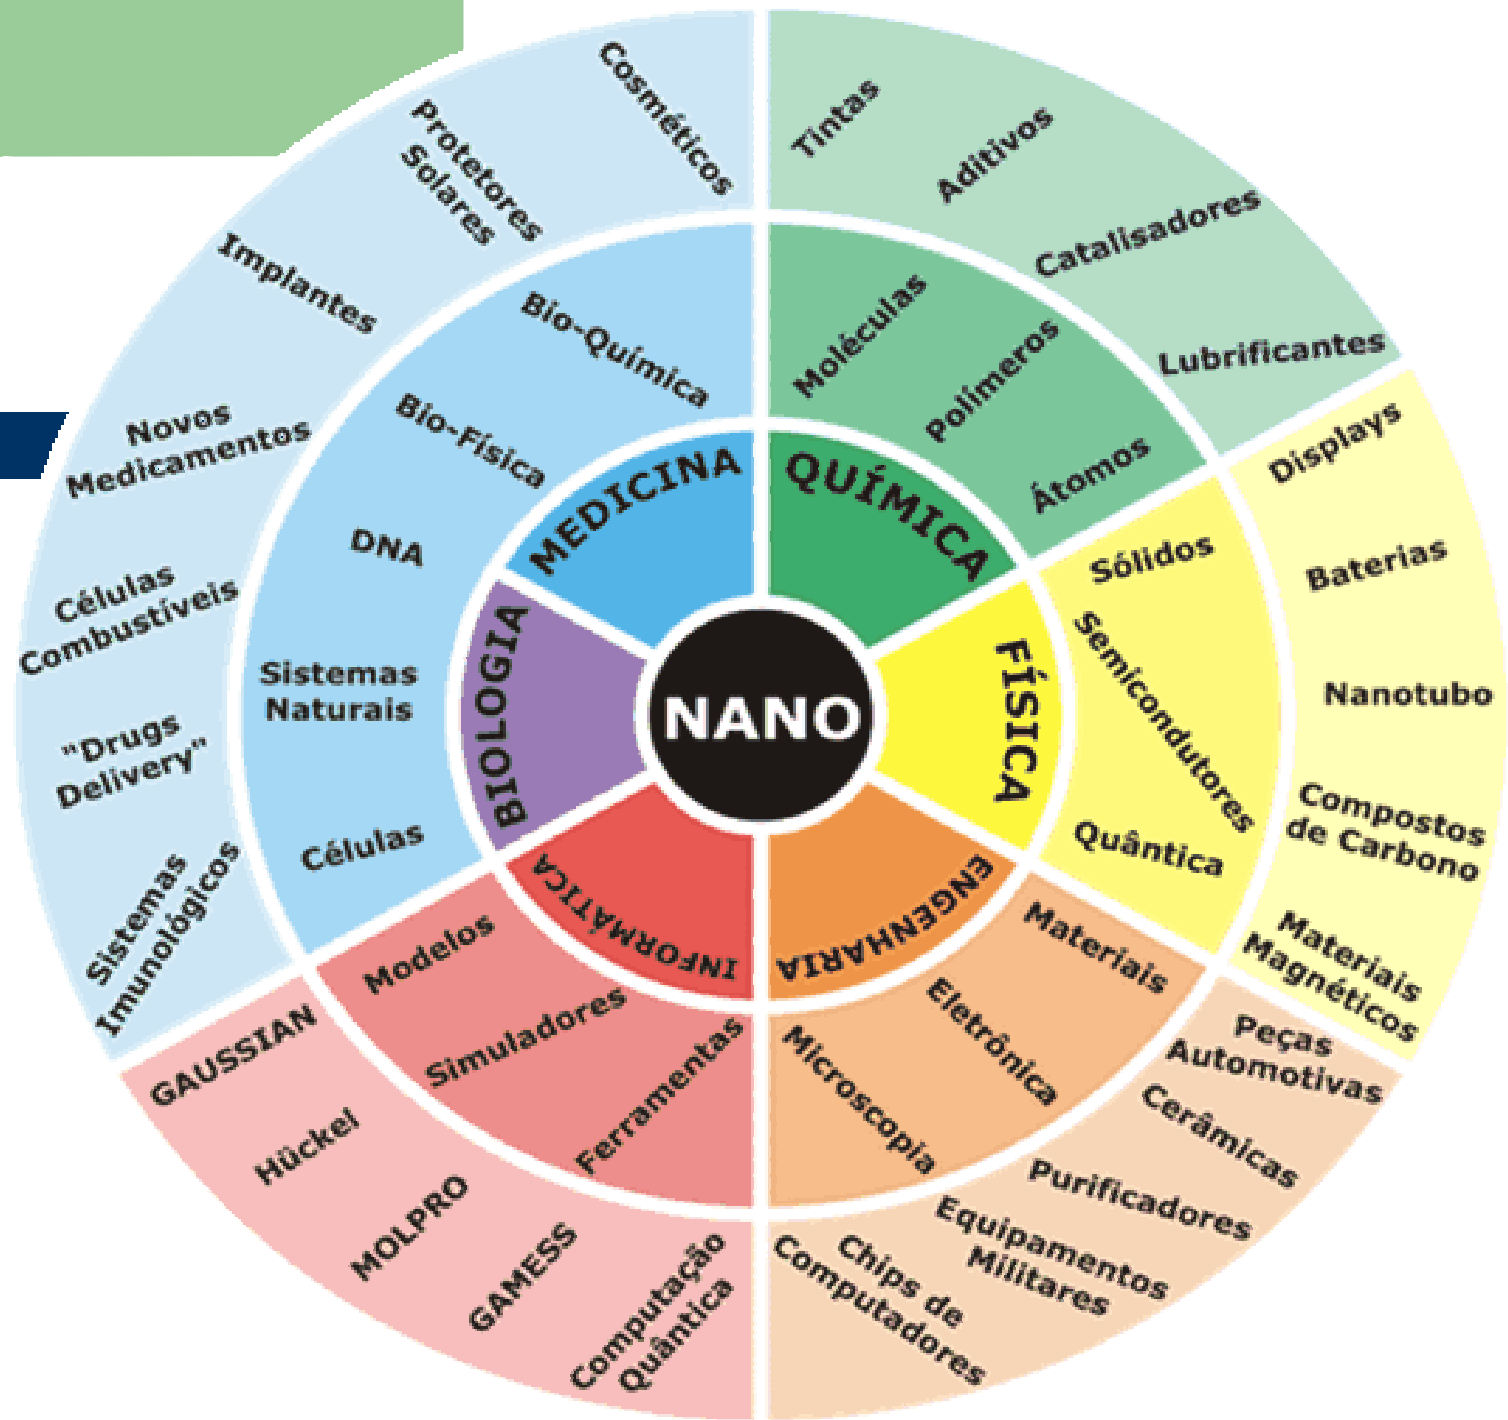 NANO
MEDICINA
QUÍMICA
FÍSICA
ENGENHARIA
INFORMÁTICA
BIOLOGIA
Moléculas
Polímeros
Átomos
Sólidos
Semicondutores
Quântica
Materiais
Eletrônica
Microscopía
Ferramentas
Simuladores
Modelos
Células
Sistemas
Naturais
DNA
Bio-Física
Bio-Química
Tintas
Aditivos
Catalisadores
Lubrificantes
Displays
Baterias
Nanotubo
Compostos
de Carbono
Materiais
Magnéticos
Peças
Automotivas
Cerâmicas
Purificadores
Equipamentos
Militares
Chips de
Computadores
Computação
Quântica
GAMESS
MOLPRO
Hückel
GAUSSIAN
Sistemas
Imunológicos
"Drugs
Delivery"
Células
Combustíveis
Novos
Medicamentos
Implantes
Protetores
Solares
Cosméticos